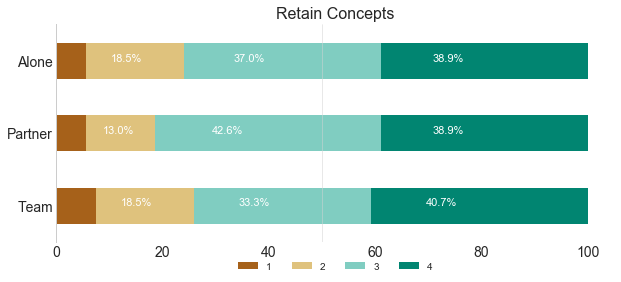 Retain Concepts
Alone 18.5% 37.0% 38.9%
Partner 13.0% 42.6% 38.9%
Team 18.5% 33.3% 40.7%
0 20 40 60 80 100
1 2 3 4